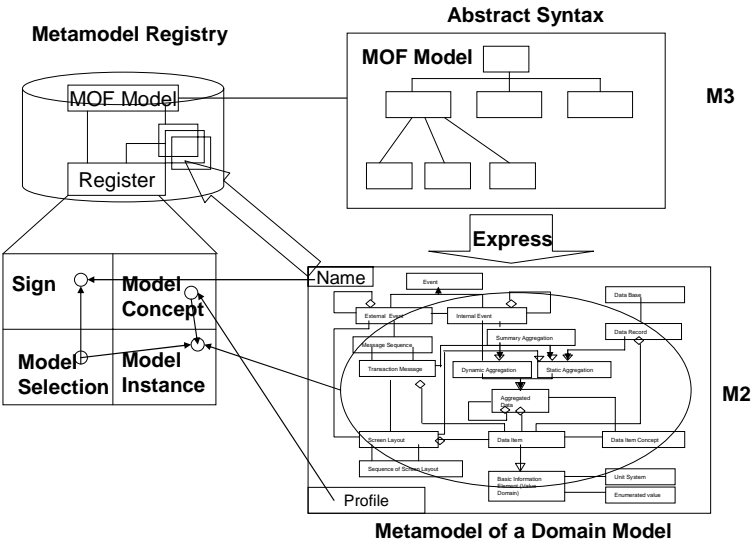 Abstract Syntax
Metamodel Registry
MOF Model
MOF Model
M3
Register
Express
Sign
Model
Concept
Model
Selection
Model
Instance
Name
Event
Data Base
External Event
Internal Event
Data Record
Message Sequence
Summary Aggregation
Transaction Message
Dynamic Aggregation
Static Aggregation
M2
Aggregated
Data
Screen Layout
Data Item
Data Item Concept
Sequence of Screen Layout
Basic Information
Element (Value
Domain)
Unit System
Enumerated value
Profile
Metamodel of a Domain Model